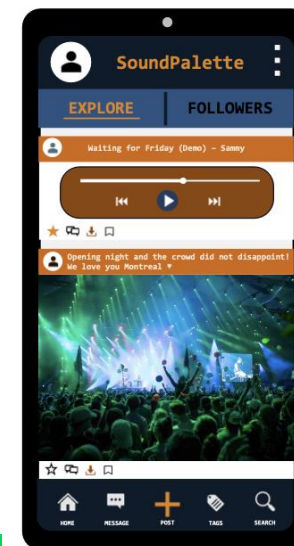 SoundPalette
EXPLORE
FOLLOWERS
Waiting for Friday (Demo) – Sammy
Opening night and the crowd did not disappoint!
We love you Montreal ▼
HOME
MESSAGE
POST
TAGS
SEARCH